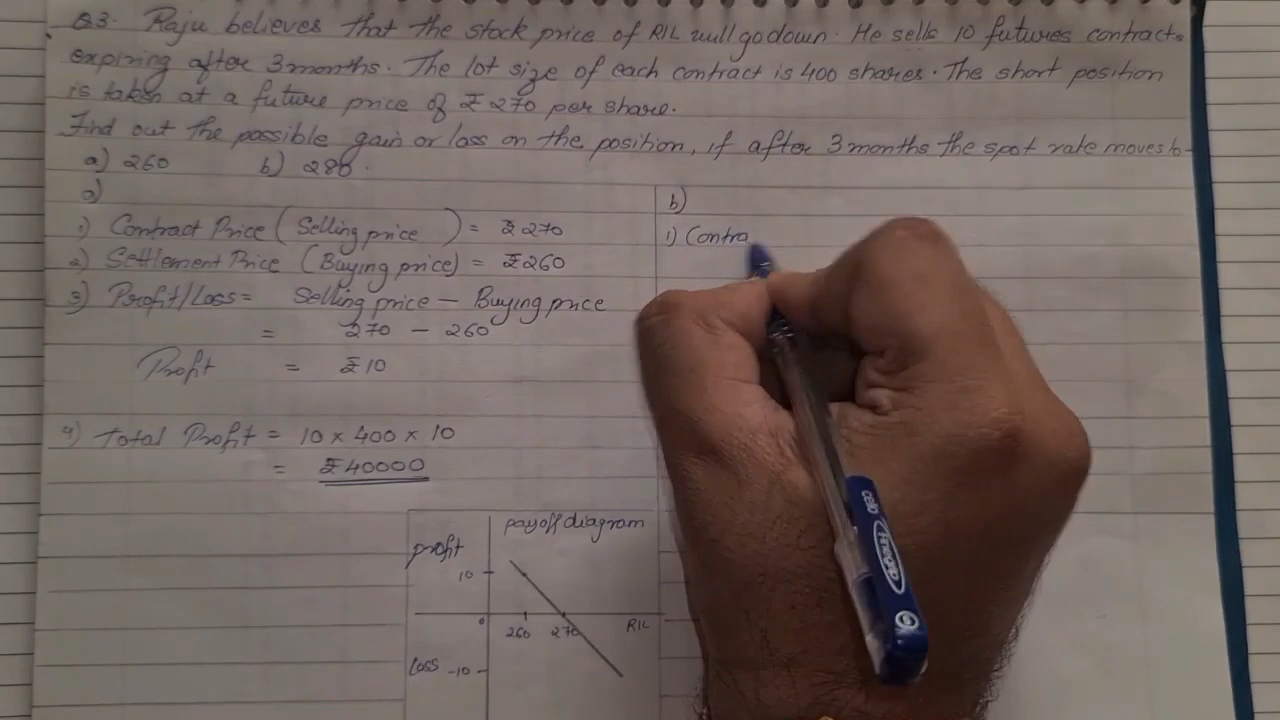 Q3. Raju believes that the stock price of RIL will go down. He sells 10 futures contracts
expiring after 3 months. The lot size of each contract is 400 shares. The short position
is taken at a future price of ₹ 270 per share.
Find out the possible gain or loss on the position, if after 3 months the spot rate moves to-
a) 260 b) 280.
a)
1) Contract Price (Selling price) = ₹ 270
2) Settlement Price (Buying price) = ₹ 260
3) Profit/Loss = Selling price - Buying price
= 270 - 260
Profit = ₹ 10
4) Total Profit = 10 x 400 x 10
= ₹ 40000
payoff diagram
profit
10
0
260 270 RIL
Loss -10
b)
1) Contra
cello
Finegrip